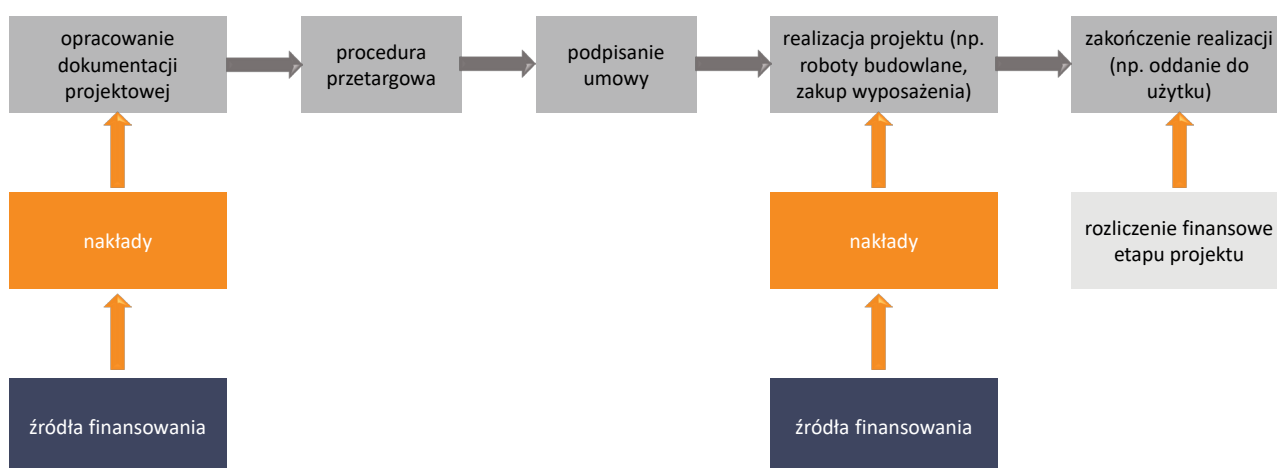 opracowanie
dokumentacji
projektowej
procedura
przetargowa
podpisanie
umowy
realizacja projektu (np.
roboty budowlane,
zakup wyposażenia)
zakończenie realizacji
(np. oddanie do
użytku)
nakłady
nakłady
rozliczenie finansowe
etapu projektu
źródła finansowania
źródła finansowania